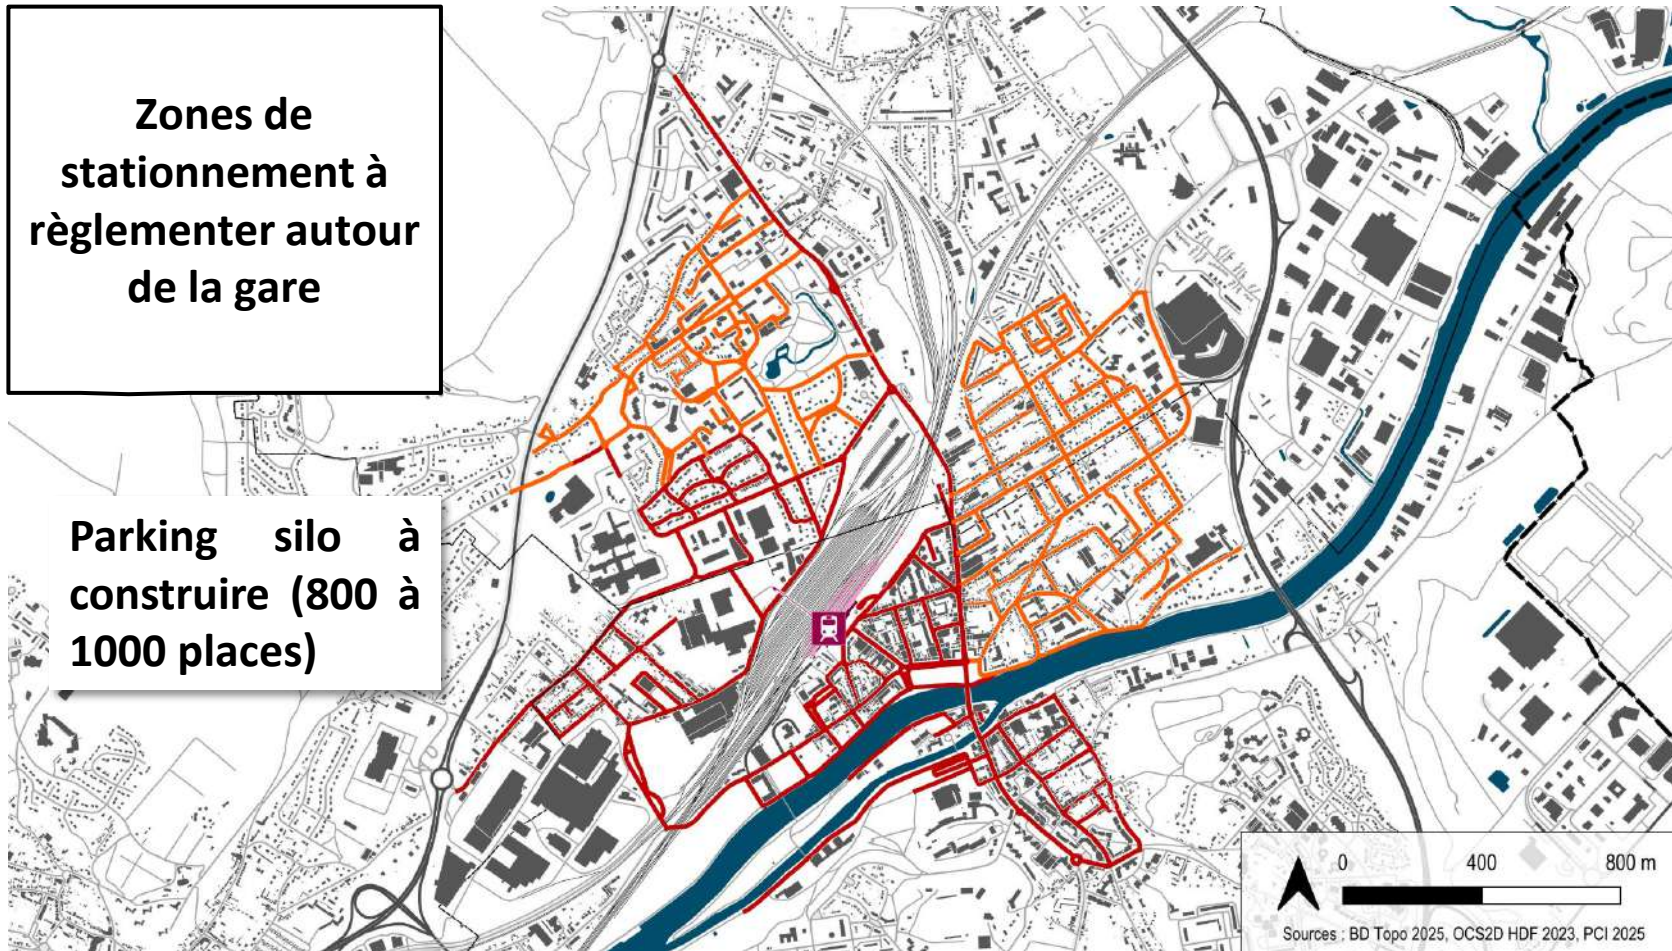 Zones de
stationnement à
règlementer autour
de la gare
Parking silo à
construire (800 à
1000 places)
0 400 800 m
Sources : BD Topo 2025, OCS2D HDF 2023, PCI 2025